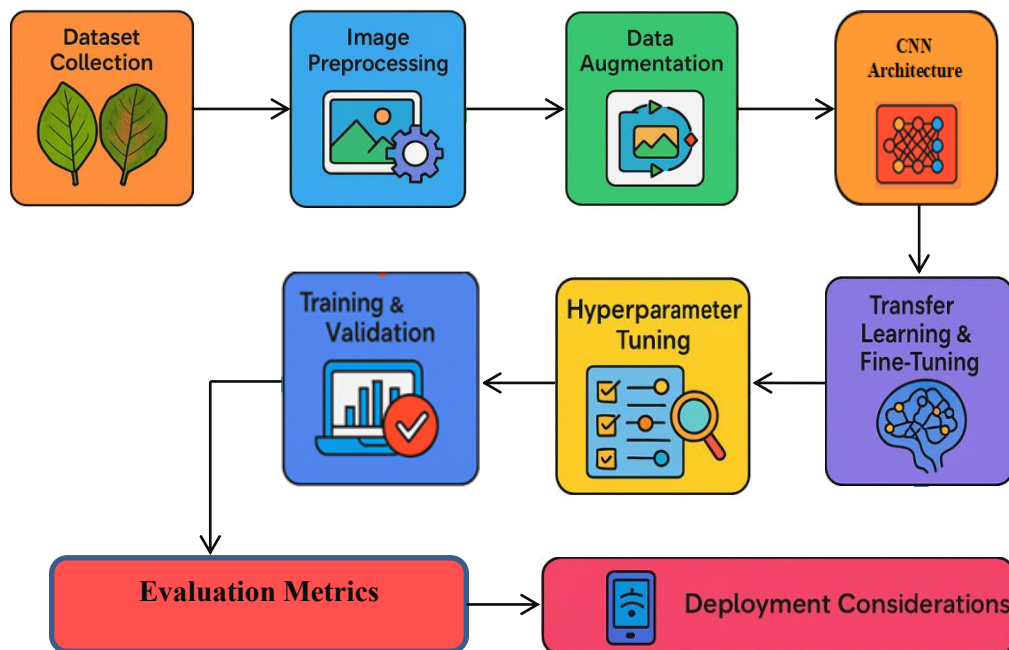 Dataset
Collection
Image
Preprocessing
Data
Augmentation
CNN
Architecture
Transfer
Learning &
Fine-Tuning
Hyperparameter
Tuning
Training &
Validation
Evaluation Metrics
Deployment Considerations